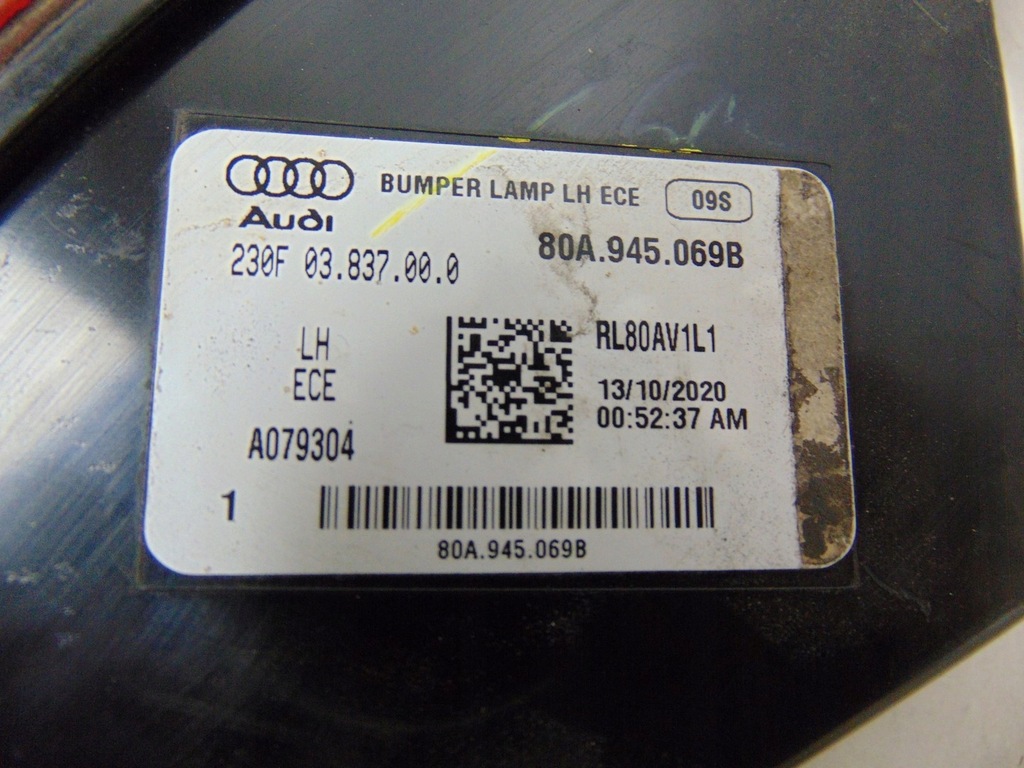 BUMPER LAMP LH ECE 09S
Audi
80A.945.069B
230F 03.837.00.0
LH
ECE
RL80AV1L1
13/10/2020
00:52:37 AM
A079304
1
80A.945.069B